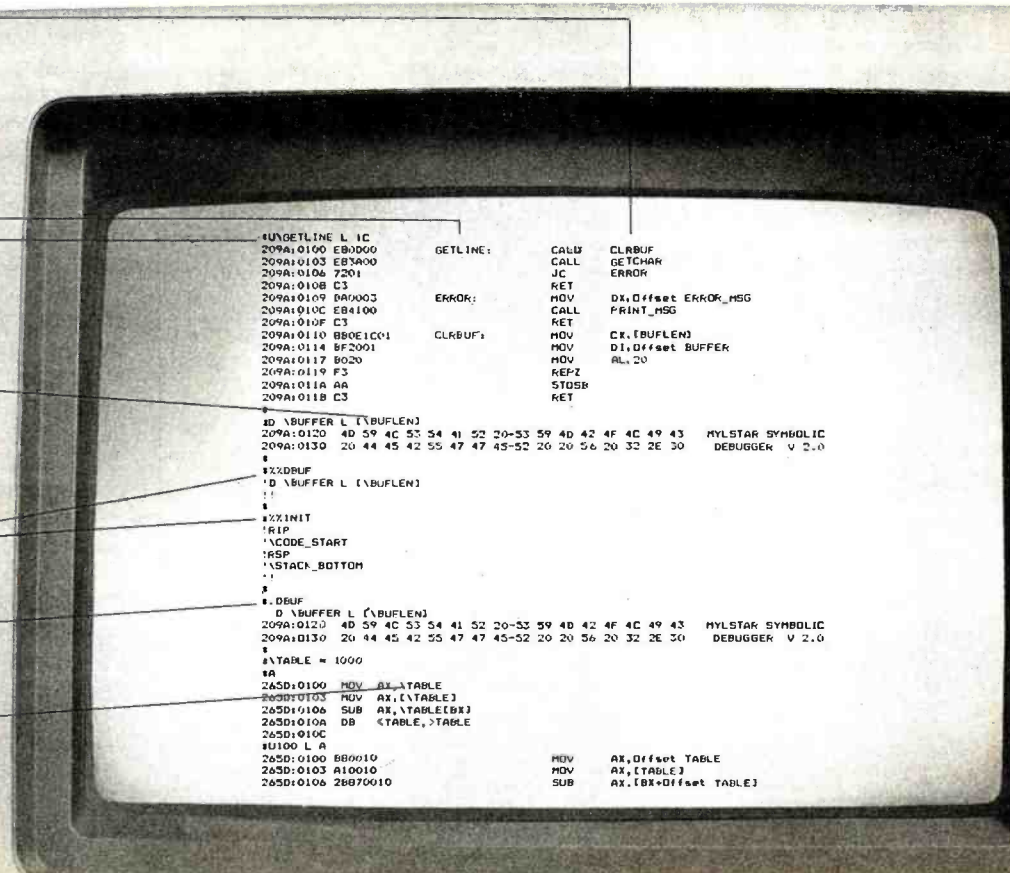 #U\GETLINE L 1C
209A:0100 E80D00 GETLINE: CALL CLRBUF
209A:0103 E83A00 CALL GETCHAR
209A:0106 7201 JC ERROR
209A:0108 C3 RET
209A:0109 BA0003 ERROR: MOV DX,Offset ERROR_MSG
209A:010C E84100 CALL PRINT_MSG
209A:010F C3 RET
209A:0110 8B0E1C01 CLRBUF: MOV CX,[BUFLEN]
209A:0114 BF2001 MOV DI,Offset BUFFER
209A:0117 B020 MOV AL,20
209A:0119 F3 REPZ
209A:011A AA STOSB
209A:011B C3 RET
#
#D \BUFFER L [\BUFLEN]
209A:0120 4D 59 4C 53 54 41 52 20-53 59 4D 42 4F 4C 49 43 MYLSTAR SYMBOLIC
209A:0130 20 44 45 42 55 47 47 45-52 20 20 56 20 32 2E 30 DEBUGGER V 2.0
#
#%%DBUF
!D \BUFFER L [\BUFLEN]
!!
#
#%%INIT
!RIP
!\CODE_START
!RSP
!\STACK_BOTTOM
!!
#
#.DBUF
D \BUFFER L [\BUFLEN]
209A:0120 4D 59 4C 53 54 41 52 20-53 59 4D 42 4F 4C 49 43 MYLSTAR SYMBOLIC
209A:0130 20 44 45 42 55 47 47 45-52 20 20 56 20 32 2E 30 DEBUGGER V 2.0
#
#\TABLE = 1000
#A
265D:0100 MOV AX,\TABLE
265D:0103 MOV AX,[\TABLE]
265D:0106 SUB AX,\TABLE[BX]
265D:010A DB <TABLE,>TABLE
265D:010C
#U100 L A
265D:0100 B80010 MOV AX,Offset TABLE
265D:0103 A10010 MOV AX,[TABLE]
265D:0106 2B870010 SUB AX,[BX+Offset TABLE]